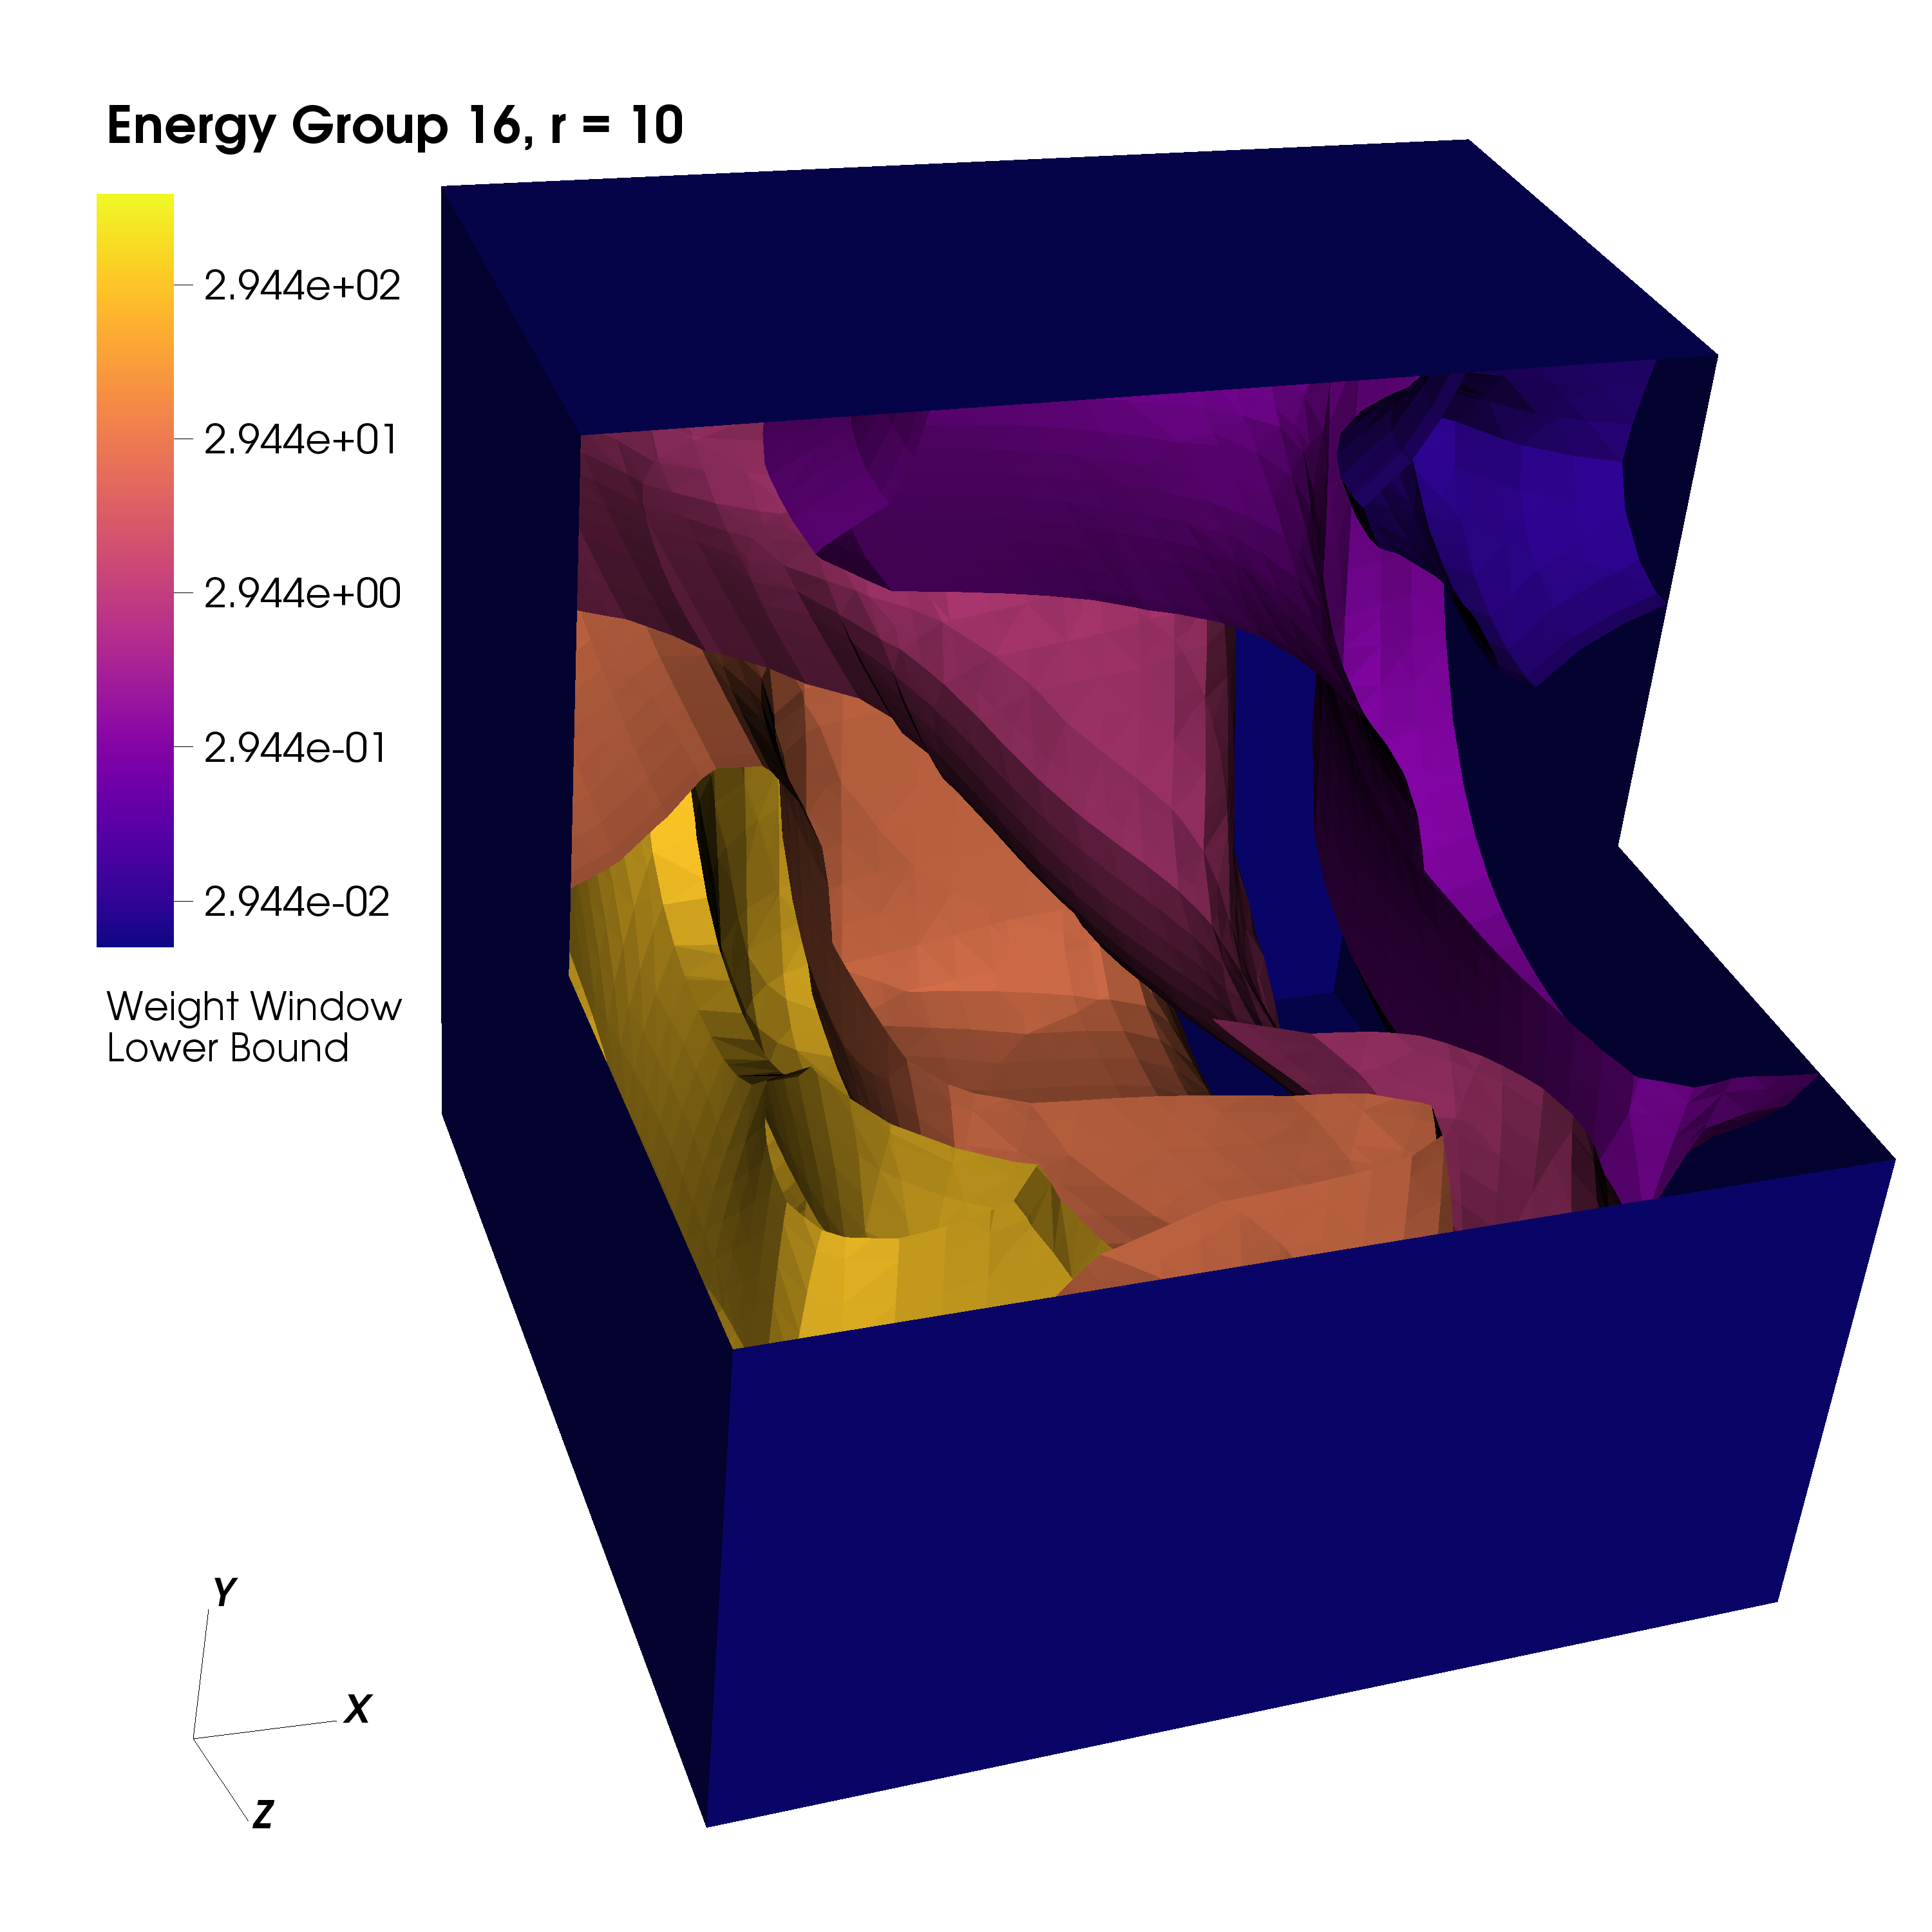 Energy Group 16, r = 10
2.944e+02
2.944e+01
2.944e+00
2.944e-01
2.944e-02
Weight Window
Lower Bound
Y
X
Z